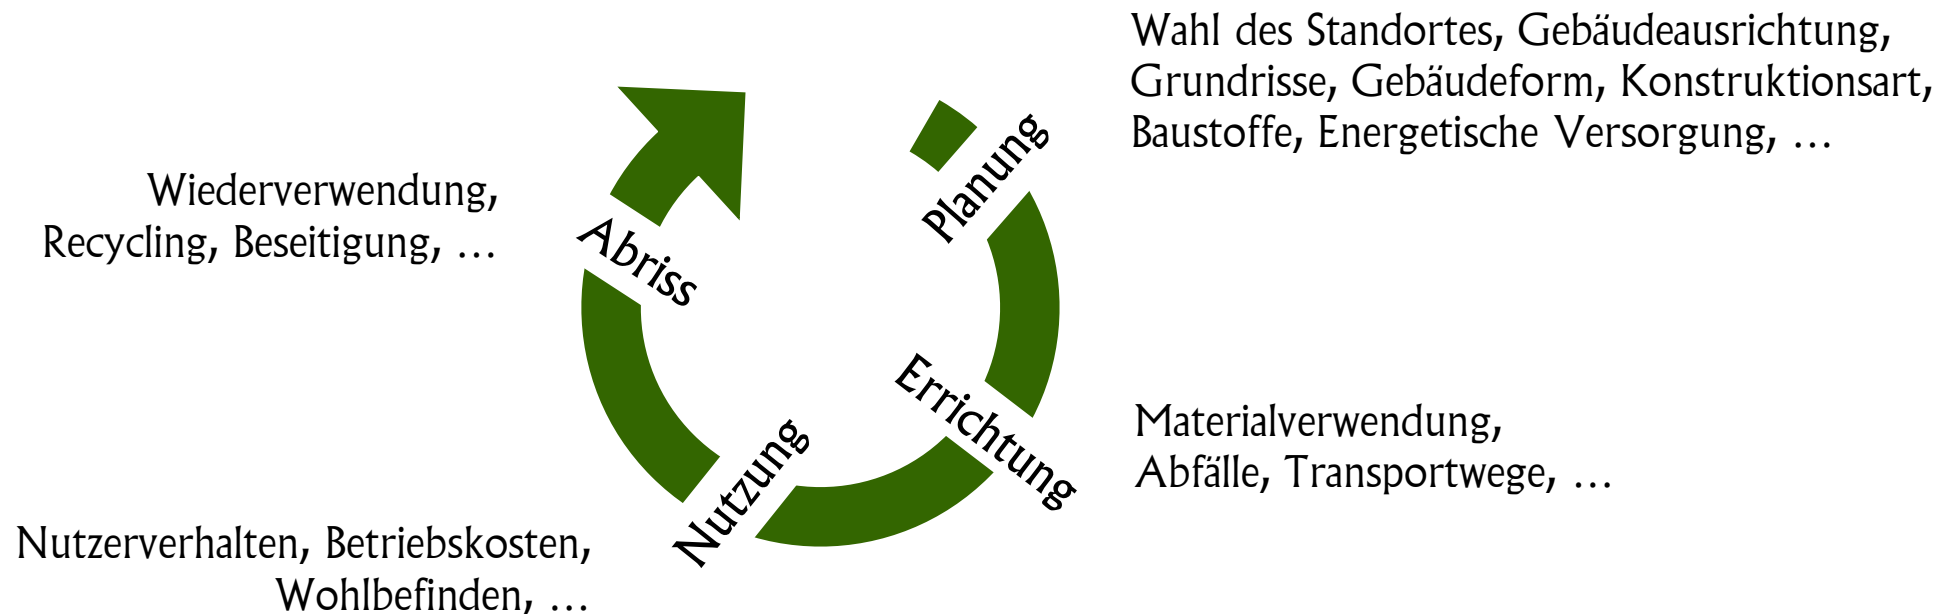 Wahl des Standortes, Gebäudeausrichtung,
Grundrisse, Gebäudeform, Konstruktionsart,
Baustoffe, Energetische Versorgung, ...
Planung
Errichtung
Materialverwendung,
Abfälle, Transportwege, ...
Nutzung
Nutzerverhalten, Betriebskosten,
Wohlbefinden, ...
Abriss
Wiederverwendung,
Recycling, Beseitigung, ...